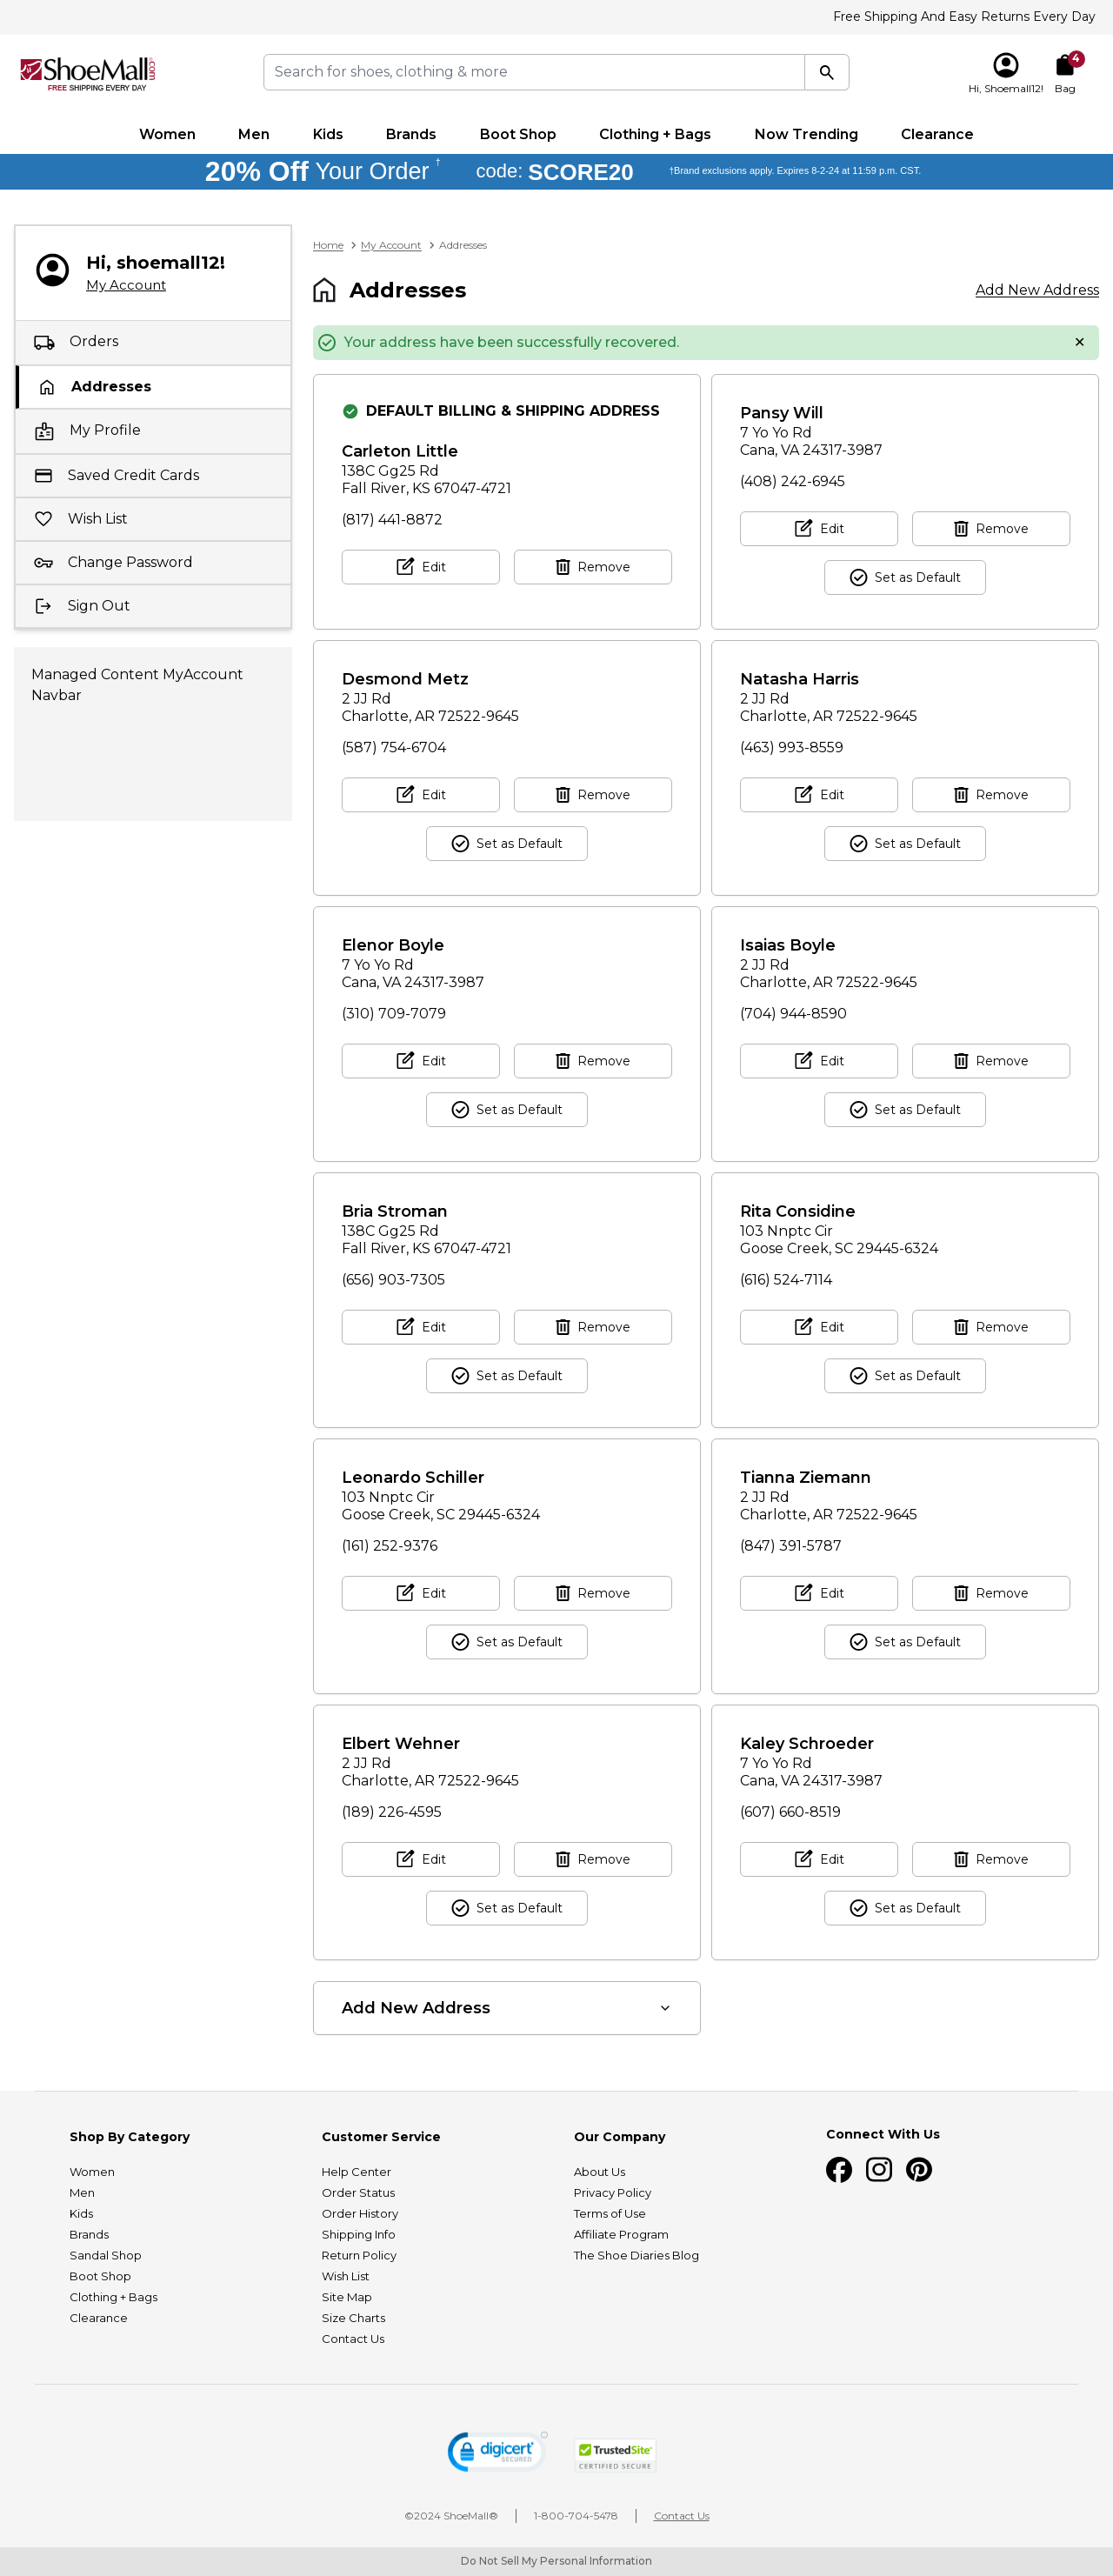 Free Shipping And Easy Returns Every Day
ShoeMall.com
FREE SHIPPING EVERY DAY
Search for shoes, clothing & more
Hi, Shoemall12!
4
Bag
Women Men Kids Brands Boot Shop Clothing + Bags Now Trending Clearance
20% Off Your Order † code: SCORE20 †Brand exclusions apply. Expires 8-2-24 at 11:59 p.m. CST.
Hi, shoemall12!
My Account
Orders
Addresses
My Profile
Saved Credit Cards
Wish List
Change Password
Sign Out
Managed Content MyAccount
Navbar
Home > My Account > Addresses
Addresses
Add New Address
Your address have been successfully recovered. ×
DEFAULT BILLING & SHIPPING ADDRESS
Carleton Little
138C Gg25 Rd
Fall River, KS 67047-4721
(817) 441-8872
Edit Remove
Pansy Will
7 Yo Yo Rd
Cana, VA 24317-3987
(408) 242-6945
Edit Remove
Set as Default
Desmond Metz
2 JJ Rd
Charlotte, AR 72522-9645
(587) 754-6704
Edit Remove
Set as Default
Natasha Harris
2 JJ Rd
Charlotte, AR 72522-9645
(463) 993-8559
Edit Remove
Set as Default
Elenor Boyle
7 Yo Yo Rd
Cana, VA 24317-3987
(310) 709-7079
Edit Remove
Set as Default
Isaias Boyle
2 JJ Rd
Charlotte, AR 72522-9645
(704) 944-8590
Edit Remove
Set as Default
Bria Stroman
138C Gg25 Rd
Fall River, KS 67047-4721
(656) 903-7305
Edit Remove
Set as Default
Rita Considine
103 Nnptc Cir
Goose Creek, SC 29445-6324
(616) 524-7114
Edit Remove
Set as Default
Leonardo Schiller
103 Nnptc Cir
Goose Creek, SC 29445-6324
(161) 252-9376
Edit Remove
Set as Default
Tianna Ziemann
2 JJ Rd
Charlotte, AR 72522-9645
(847) 391-5787
Edit Remove
Set as Default
Elbert Wehner
2 JJ Rd
Charlotte, AR 72522-9645
(189) 226-4595
Edit Remove
Set as Default
Kaley Schroeder
7 Yo Yo Rd
Cana, VA 24317-3987
(607) 660-8519
Edit Remove
Set as Default
Add New Address
Shop By Category
Women
Men
Kids
Brands
Sandal Shop
Boot Shop
Clothing + Bags
Clearance
Customer Service
Help Center
Order Status
Order History
Shipping Info
Return Policy
Wish List
Site Map
Size Charts
Contact Us
Our Company
About Us
Privacy Policy
Terms of Use
Affiliate Program
The Shoe Diaries Blog
Connect With Us
digicert
SECURED
TrustedSite
CERTIFIED SECURE
©2024 ShoeMall® | 1-800-704-5478 | Contact Us
Do Not Sell My Personal Information